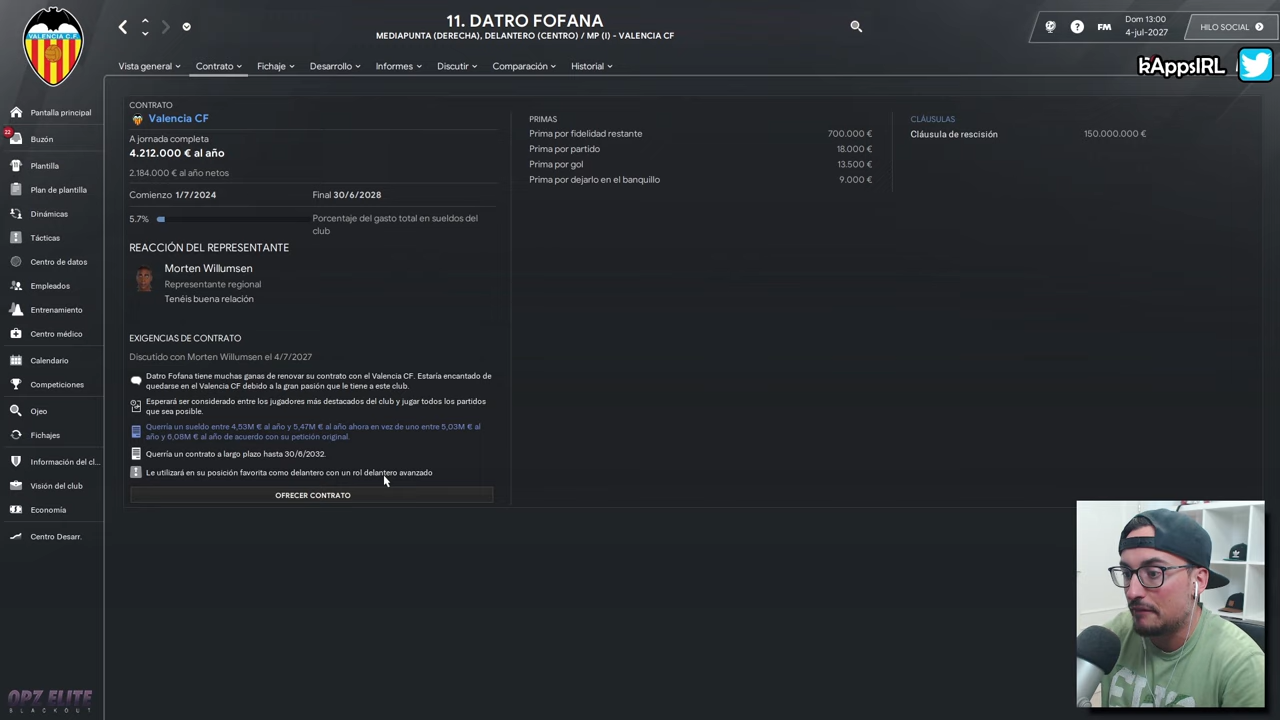 VALENCIA C.F.
11. DATRO FOFANA
MEDIAPUNTA (DERECHA), DELANTERO (CENTRO) / MP (I) - VALENCIA CF
FM
Dom 13:00
4-jul-2027
HILO SOCIAL
Vista general
Contrato
Fichaje
Desarrollo
Informes
Discutir
Comparación
Historial
kAppsIRL
Pantalla principal
22
Buzón
Plantilla
Plan de plantilla
Dinámicas
Tácticas
Centro de datos
Empleados
Entrenamiento
Centro médico
Calendario
Competiciones
Ojeo
Fichajes
Información del cl...
Visión del club
Economía
Centro Desarr.
OPZ ELITE
BLACKOUT
CONTRATO
Valencia CF
A jornada completa
4.212.000 € al año
2.184.000 € al año netos
Comienzo 1/7/2024 Final 30/6/2028
5.7% Porcentaje del gasto total en sueldos del
club
REACCIÓN DEL REPRESENTANTE
Morten Willumsen
Representante regional
Tenéis buena relación
EXIGENCIAS DE CONTRATO
Discutido con Morten Willumsen el 4/7/2027
Datro Fofana tiene muchas ganas de renovar su contrato con el Valencia CF. Estaría encantado de
quedarse en el Valencia CF debido a la gran pasión que le tiene a este club.
Esperará ser considerado entre los jugadores más destacados del club y jugar todos los partidos
que sea posible.
Querría un sueldo entre 4,53M € al año y 5,47M € al año ahora en vez de uno entre 5,03M € al
año y 6,08M € al año de acuerdo con su petición original.
Querría un contrato a largo plazo hasta 30/6/2032.
Le utilizará en su posición favorita como delantero con un rol delantero avanzado
OFRECER CONTRATO
PRIMAS
Prima por fidelidad restante 700.000 €
Prima por partido 18.000 €
Prima por gol 13.500 €
Prima por dejarlo en el banquillo 9.000 €
CLÁUSULAS
Cláusula de rescisión 150.000.000 €